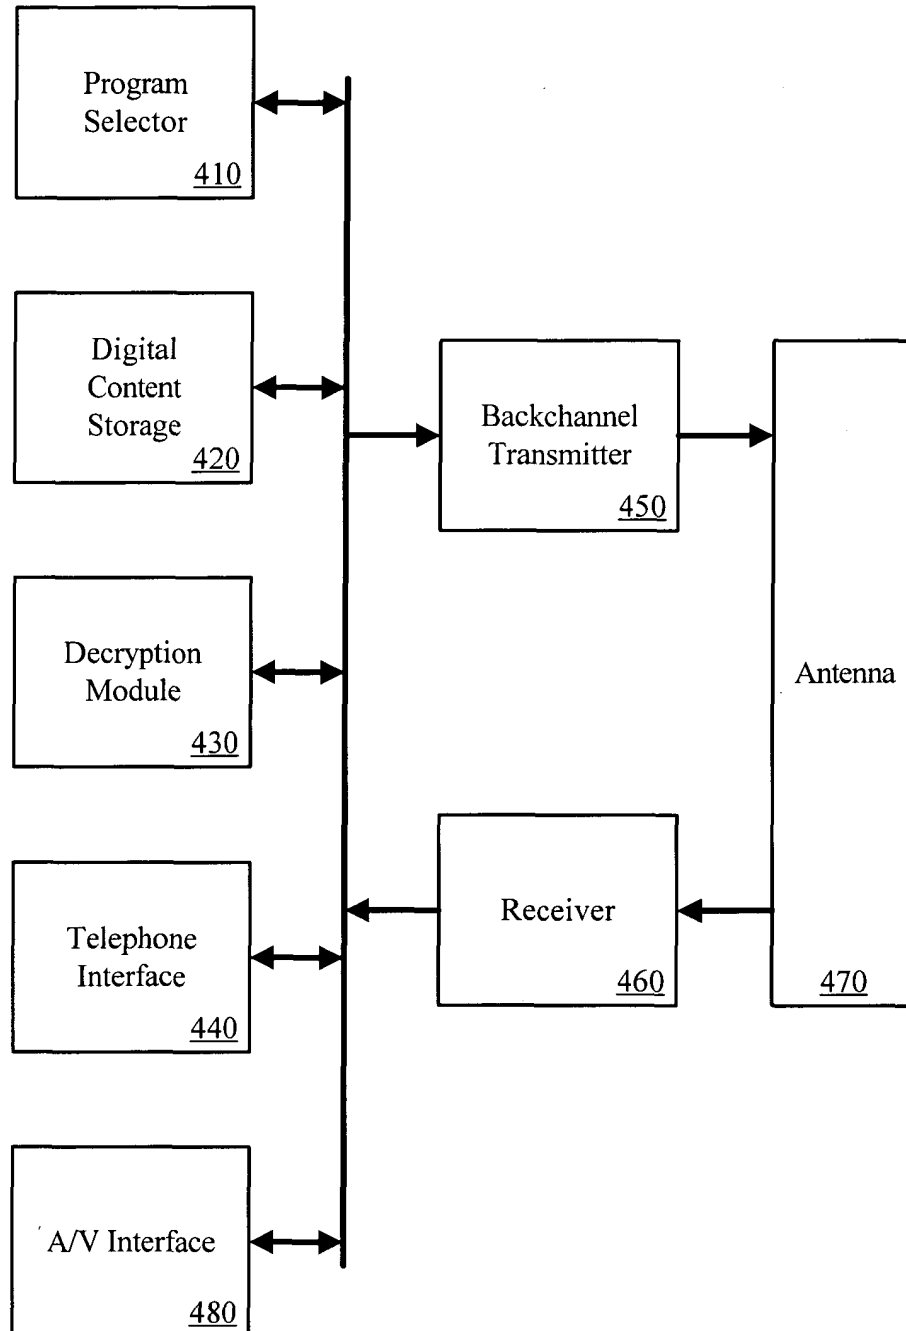 Program
Selector
410
Digital
Content
Storage
420
Backchannel
Transmitter
450
Decryption
Module
430
Antenna
470
Telephone
Interface
440
Receiver
460
A/V Interface
480